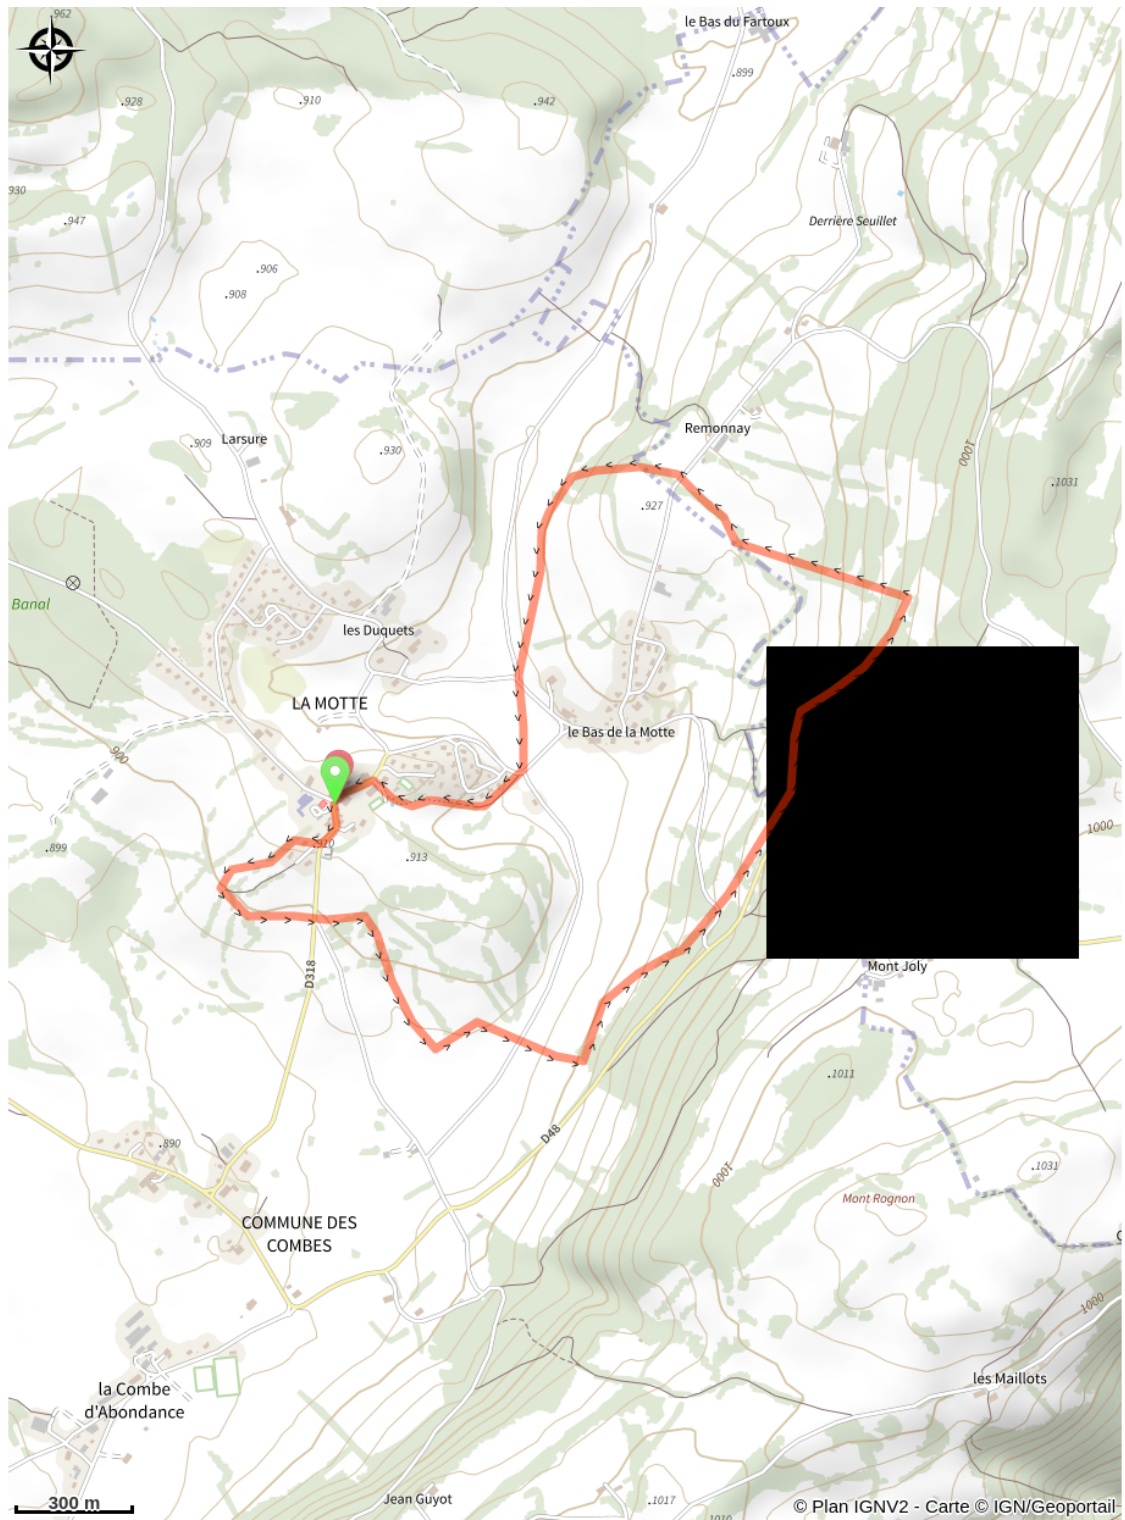 962
le Bas du Fartoux
.899
.928
.910
.942
930
.947
Derrière Seuillet
.906
.908
Larsure
.909
.930
Remonnay
1000
.1031
.927
Banal
les Duquets
LA MOTTE
le Bas de la Motte
900
.899
.910
.913
1000
D318
Mont Joly
.1011
D48
.890
1000
.1031
Mont Rognon
COMMUNE DES
COMBES
1000
la Combe
d'Abondance
les Maillots
Jean Guyot
.1017
1010
300 m
© Plan IGNV2 - Carte © IGN/Geoportail